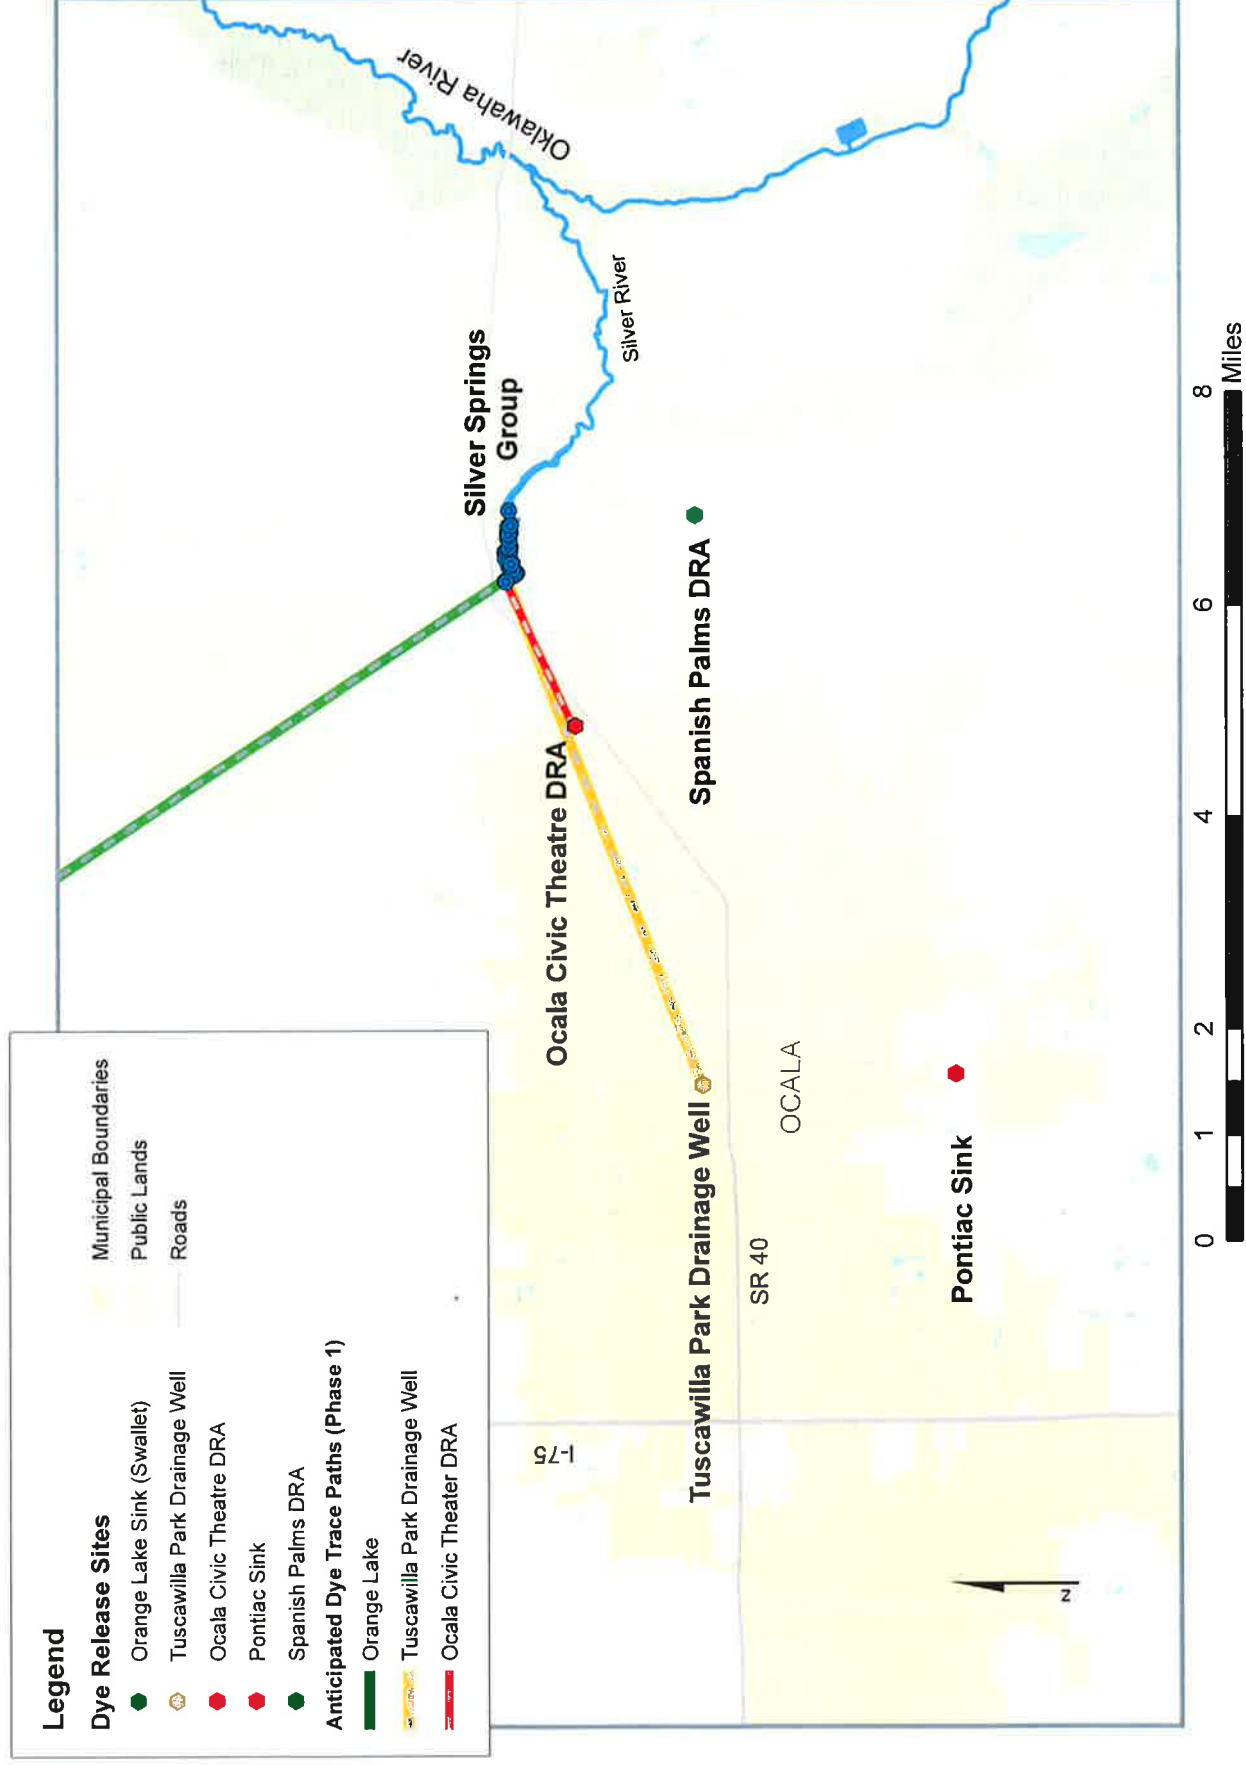 Legend
Dye Release Sites
Orange Lake Sink (Swallet)
Tuscawilla Park Drainage Well
Ocala Civic Theatre DRA
Pontiac Sink
Spanish Palms DRA
Anticipated Dye Trace Paths (Phase 1)
Orange Lake
Tuscawilla Park Drainage Well
Ocala Civic Theater DRA
Municipal Boundaries
Public Lands
Roads
Oklawaha River
Silver Springs
Group
Silver River
Ocala Civic Theatre DRA
Spanish Palms DRA
Tuscawilla Park Drainage Well
OCALA
SR 40
I-75
Pontiac Sink
N
0 1 2 4 6 8
Miles